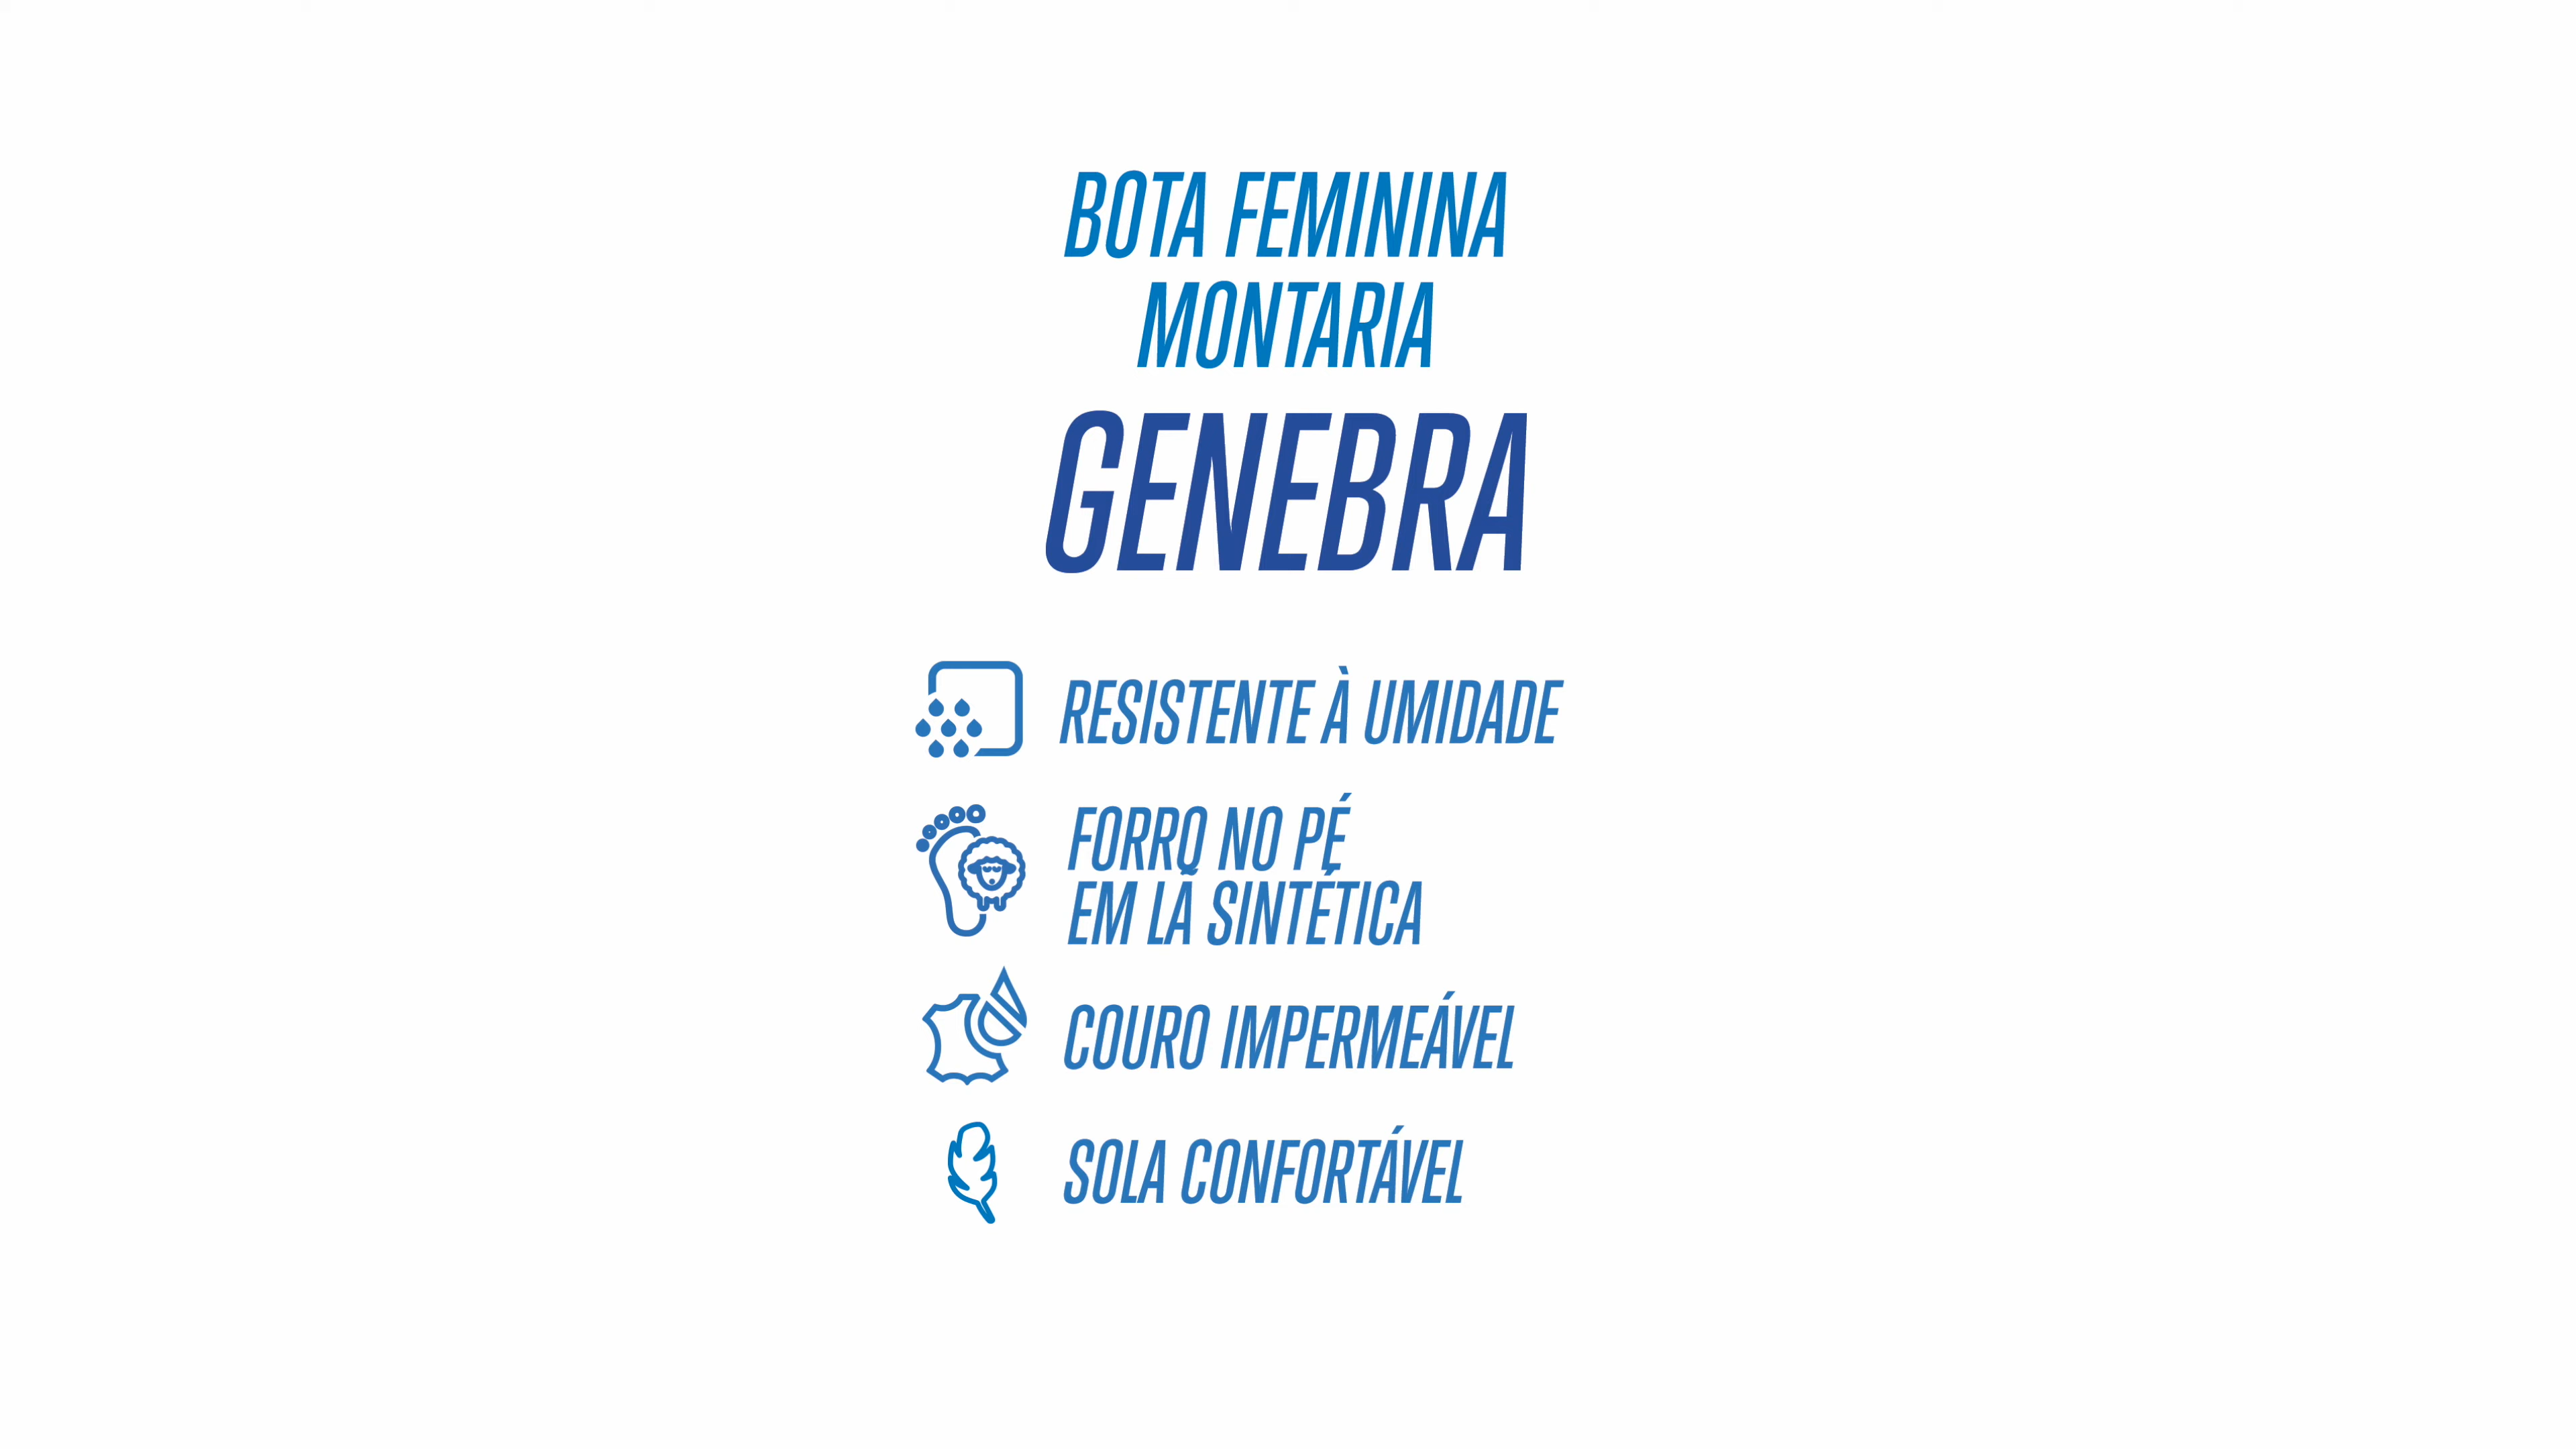 BOTA FEMININA
MONTARIA
GENEBRA
RESISTENTE À UMIDADE
FORRO NO PÉ
EM LÃ SINTÉTICA
COURO IMPERMEÁVEL
SOLA CONFORTÁVEL